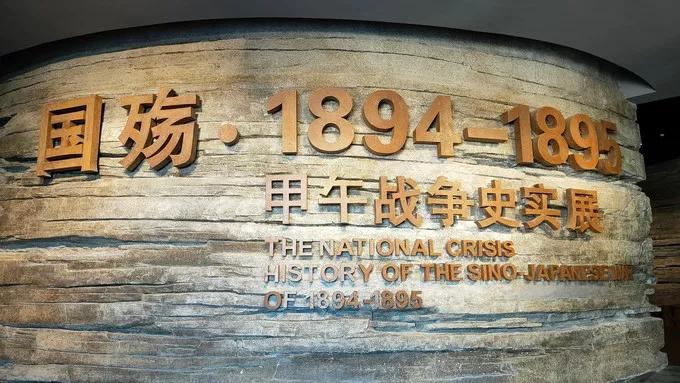 国殇·1894-1895
甲午战争史实展
THE NATIONAL CRISIS
HISTORY OF THE SINO-JAPANESE WAR
OF 1894-1895